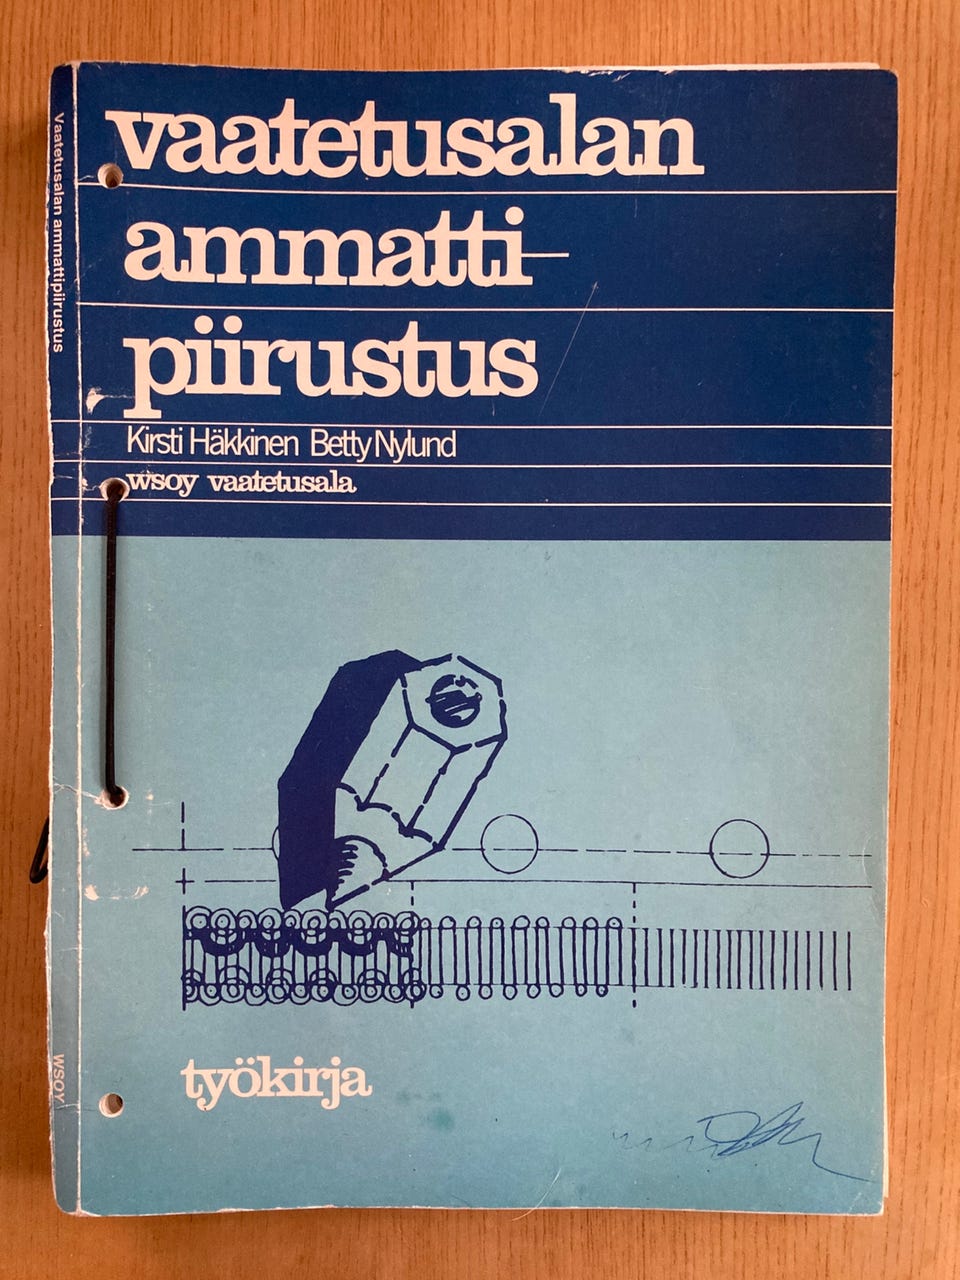 vaatetusalan
ammatti-
piirustus
Kirsti Häkkinen Betty Nylund
wsoy vaatetusala
työkirja
Vaatetusalan ammattipiirustus
WSOY